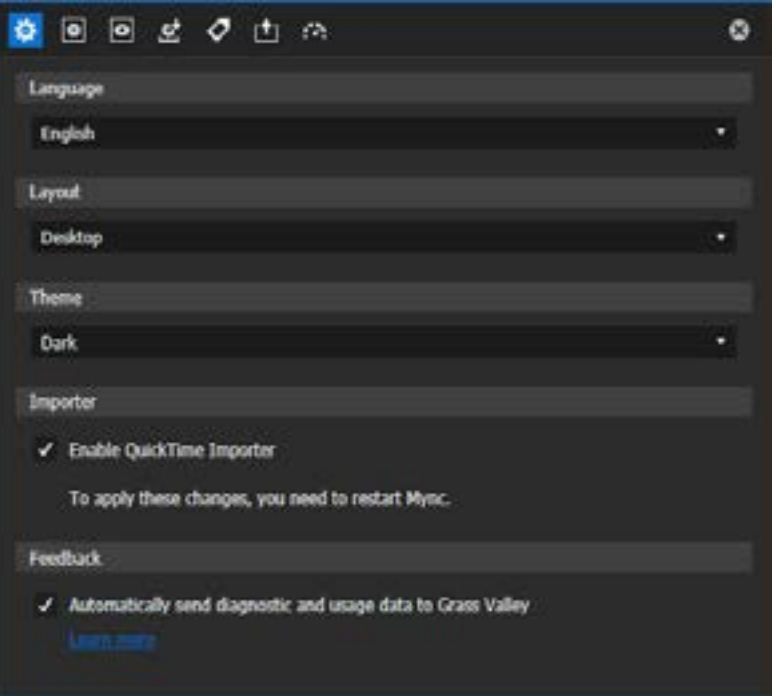 Language
English
Layout
Desktop
Theme
Dark
Importer
Enable QuickTime Importer
To apply these changes, you need to restart Mync.
Feedback
Automatically send diagnostic and usage data to Grass Valley
Learn more